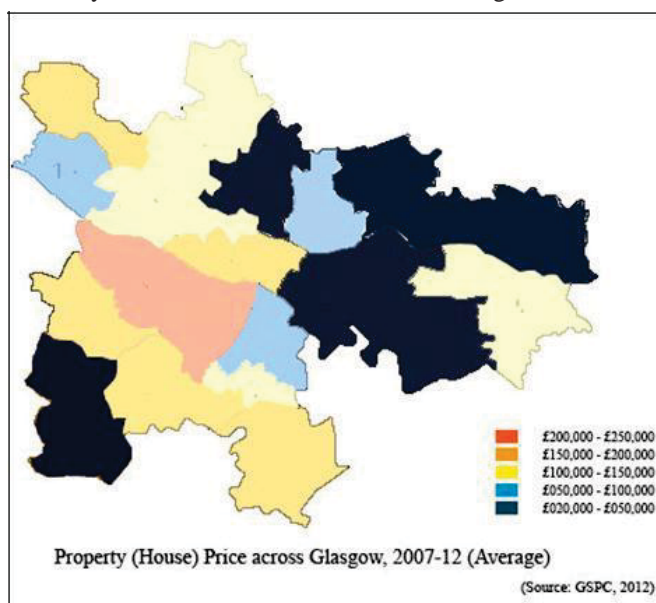 £200,000 - £250,000
£150,000 - £200,000
£100,000 - £150,000
£050,000 - £100,000
£020,000 - £050,000
Property (House) Price across Glasgow, 2007-12 (Average)
(Source: GSPC, 2012)